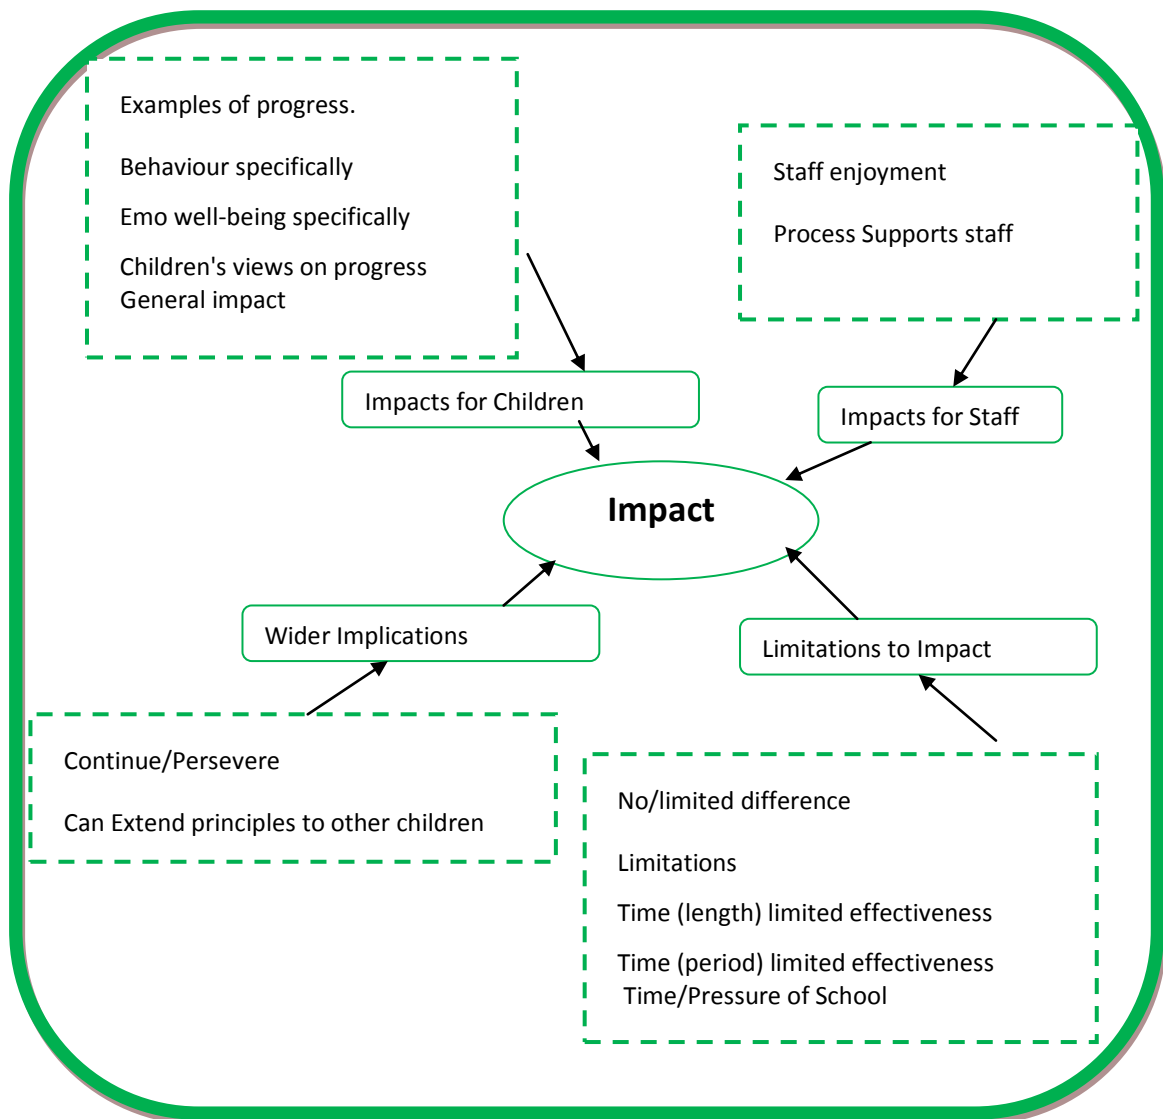 Examples of progress.
Behaviour specifically
Emo well-being specifically
Children's views on progress
General impact
Staff enjoyment
Process Supports staff
Impacts for Children
Impacts for Staff
Impact
Wider Implications
Limitations to Impact
Continue/Persevere
Can Extend principles to other children
No/limited difference
Limitations
Time (length) limited effectiveness
Time (period) limited effectiveness
Time/Pressure of School